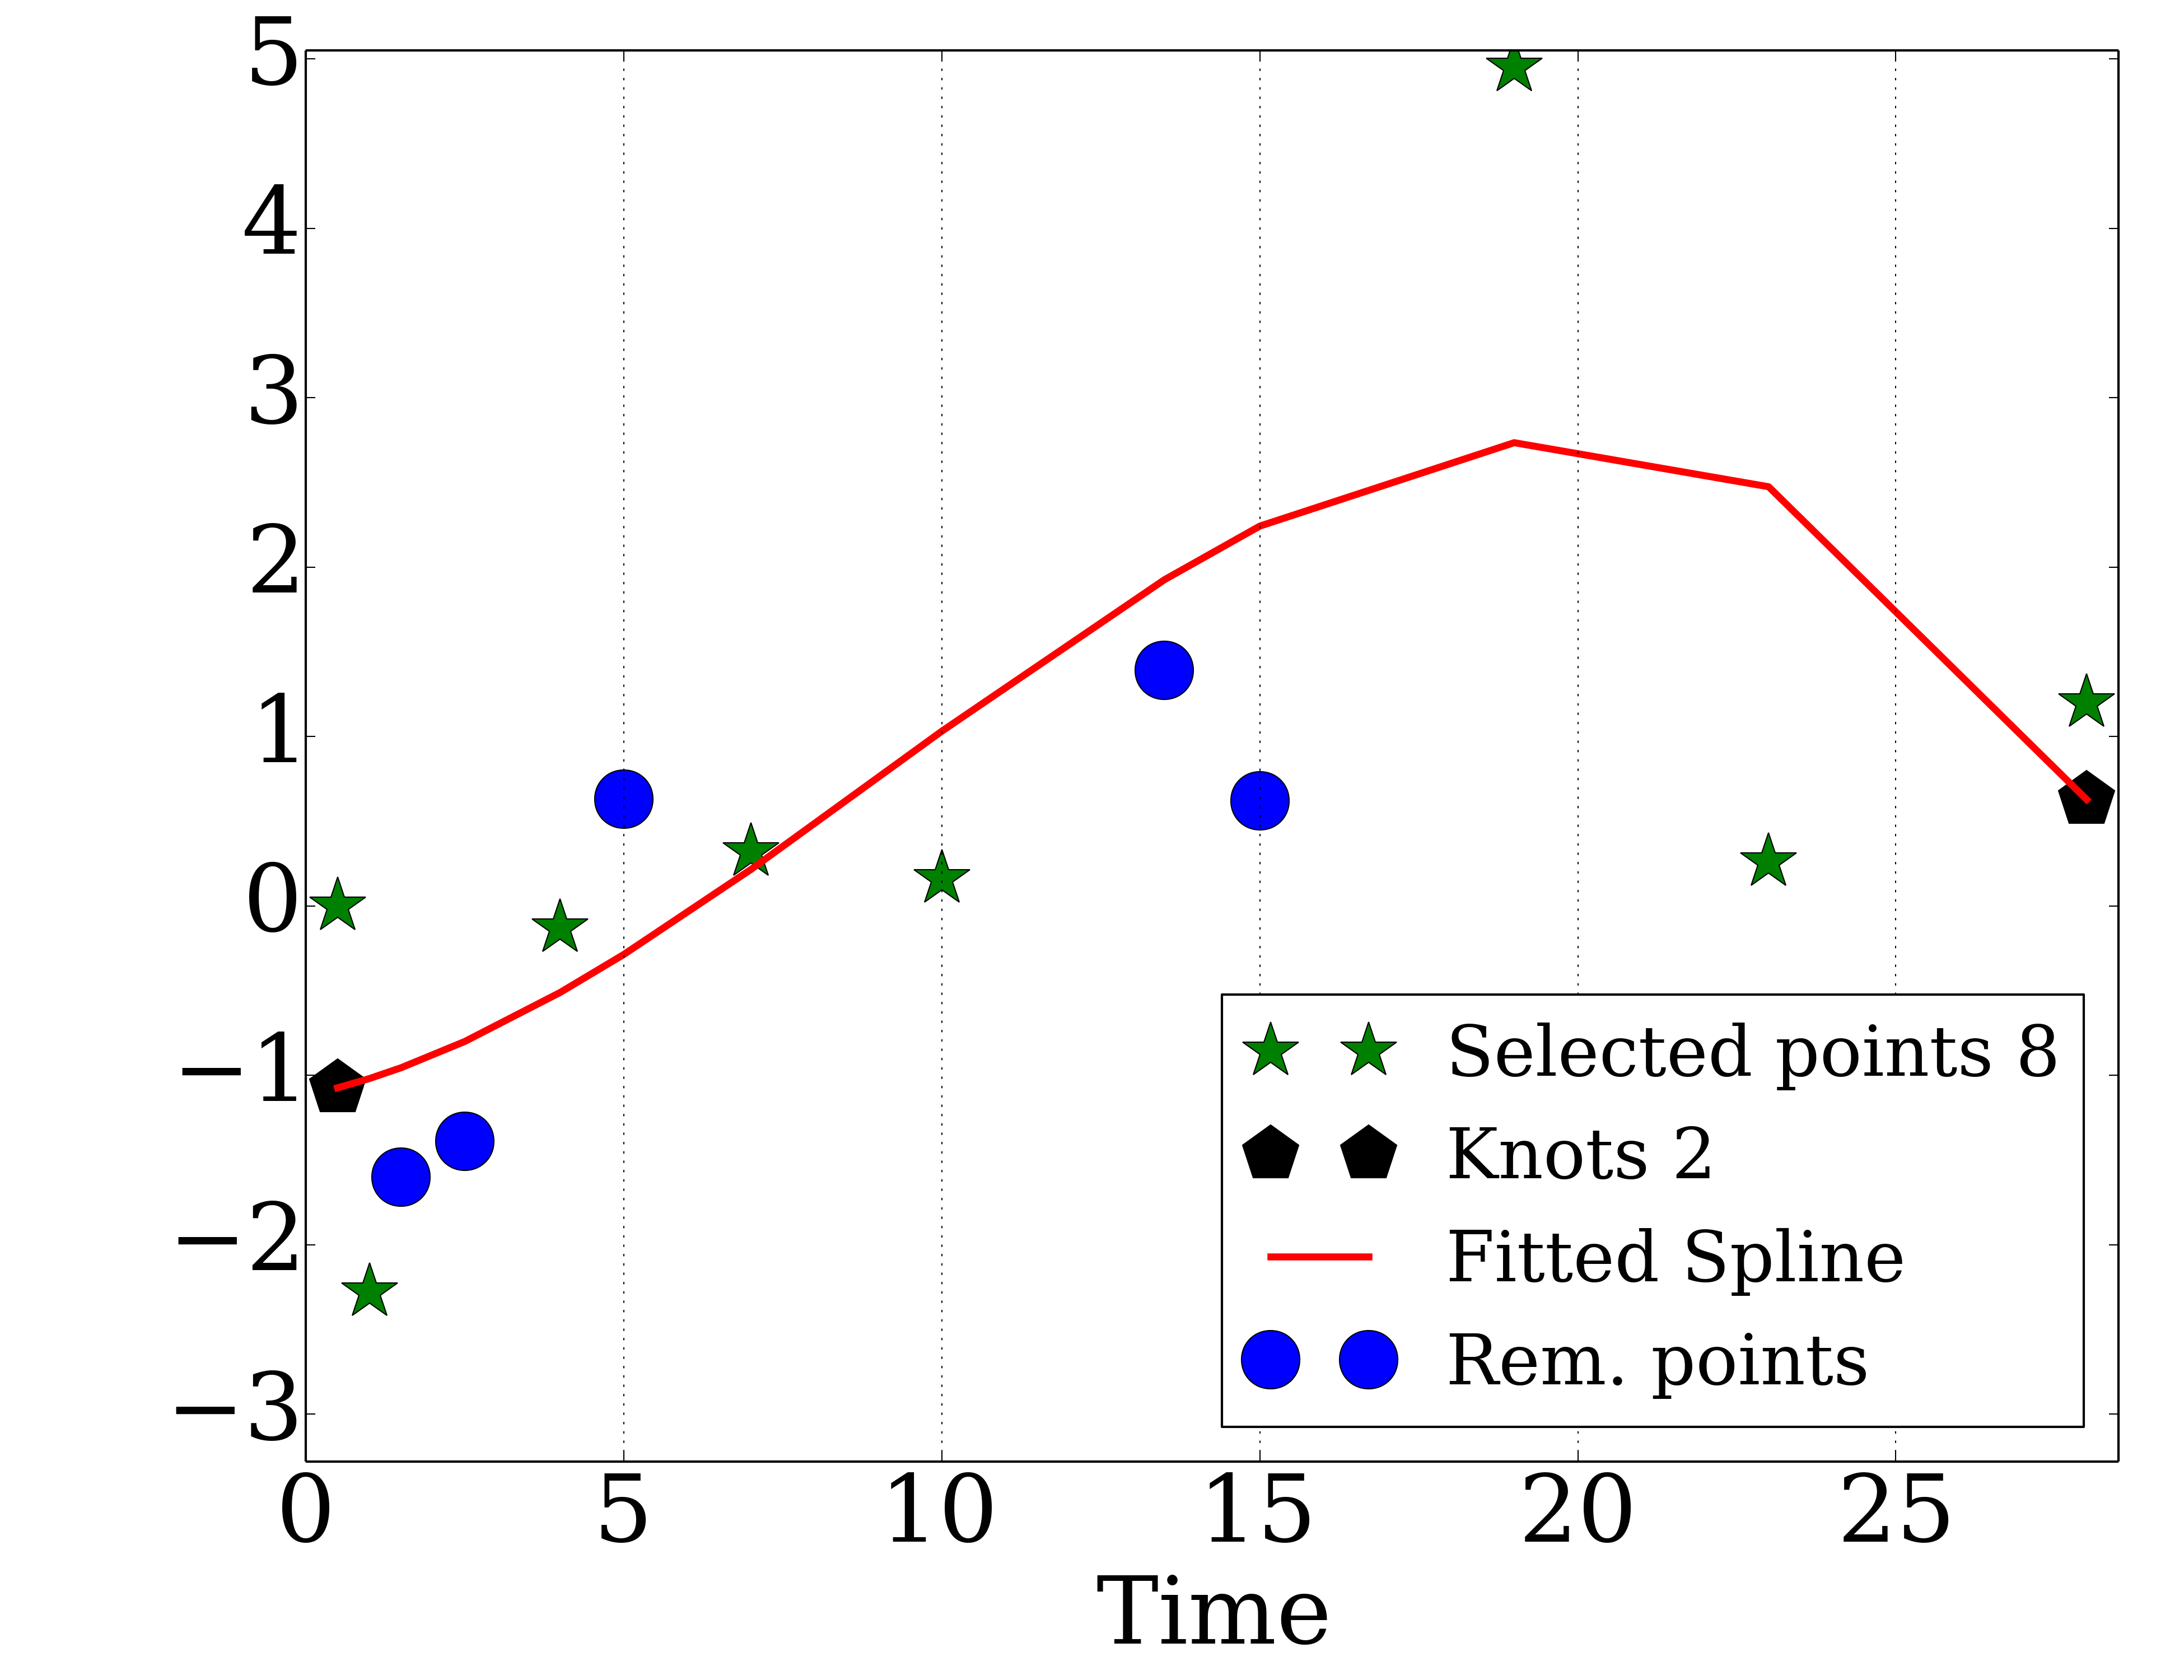 5
4
3
2
1
0
−1
−2
−3
Selected points 8
Knots 2
Fitted Spline
Rem. points
0 5 10 15 20 25
Time